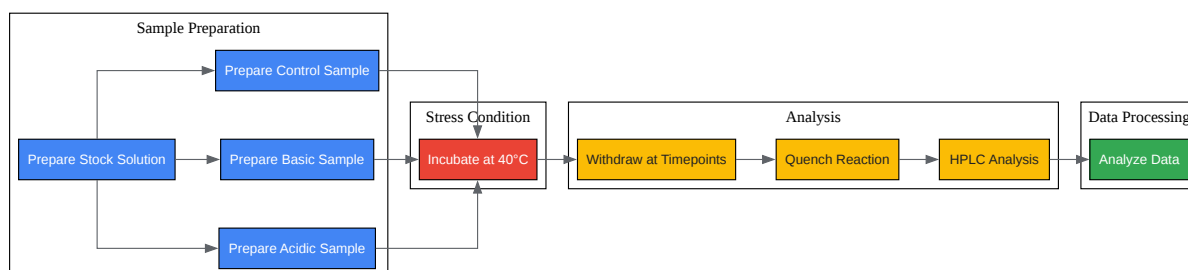 Sample Preparation
Prepare Control Sample
Prepare Stock Solution
Prepare Basic Sample
Prepare Acidic Sample
Stress Condition
Incubate at 40°C
Analysis
Withdraw at Timepoints
Quench Reaction
HPLC Analysis
Data Processing
Analyze Data